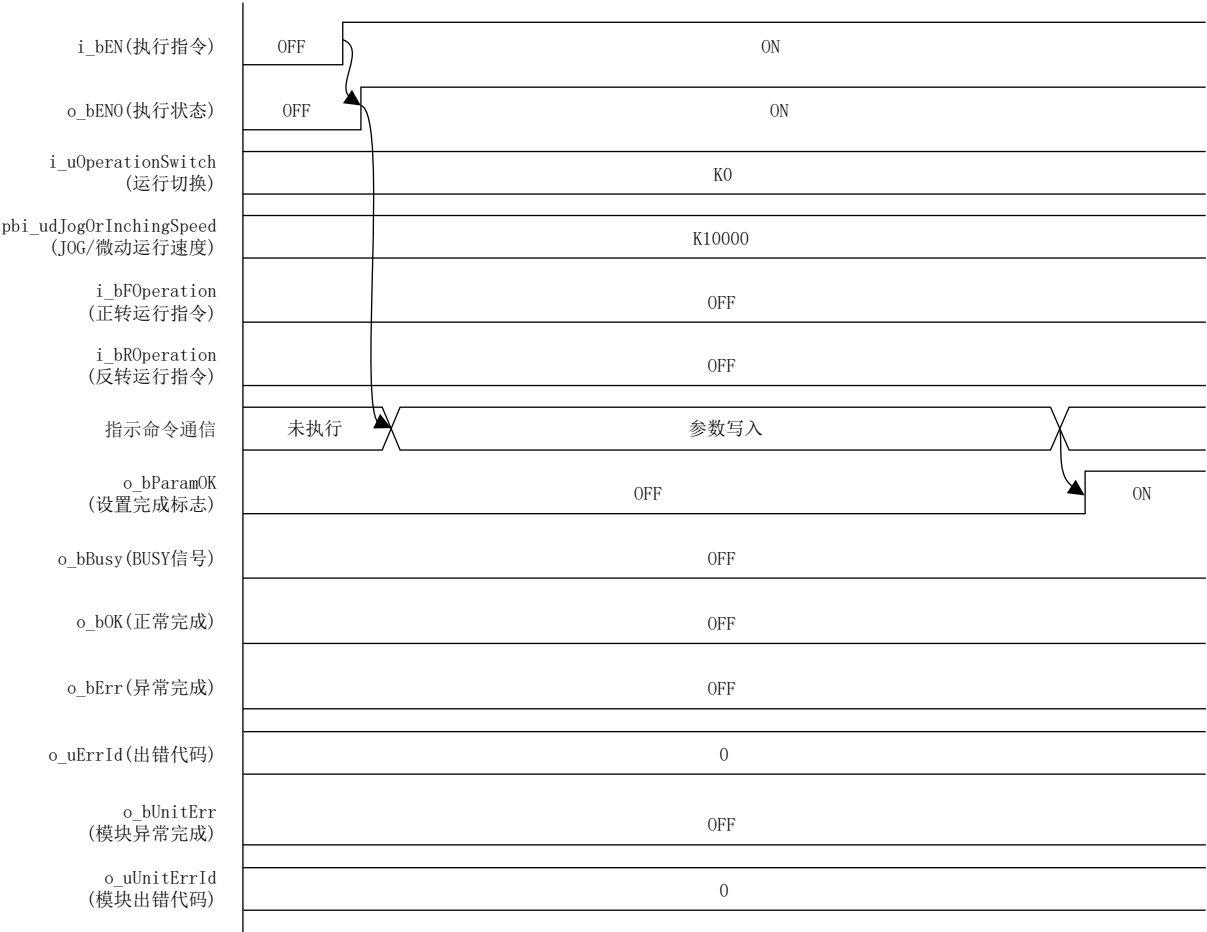 i_bEN(执行指令)
OFF
ON
o_bENO(执行状态)
OFF
ON
i_uOperationSwitch
(运行切换)
K0
pbi_udJogOrInchingSpeed
(JOG/微动运行速度)
K10000
i_bFOperation
(正转运行指令)
OFF
i_bROperation
(反转运行指令)
OFF
指示命令通信
未执行
参数写入
o_bParamOK
(设置完成标志)
OFF
ON
o_bBusy(BUSY信号)
OFF
o_bOK(正常完成)
OFF
o_bErr(异常完成)
OFF
o_uErrId(出错代码)
0
o_bUnitErr
(模块异常完成)
OFF
o_uUnitErrId
(模块出错代码)
0